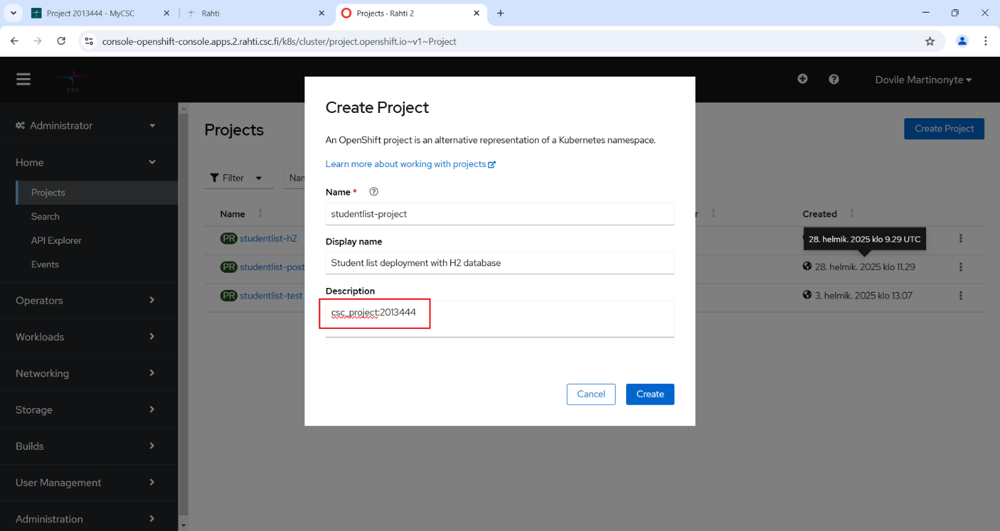 Project 2013444 - MyCSC
Rahti
Projects · Rahti 2
console-openshift-console.apps.2.rahti.csc.fi/k8s/cluster/project.openshift.io~v1~Project
CSC
Dovile Martinonyte
Administrator
Home
Projects
Search
API Explorer
Events
Operators
Workloads
Networking
Storage
Builds
User Management
Administration
Projects
Create Project
Filter
Nam
Name
r
Created
PR studentlist-h2
28. helmik. 2025 klo 9.29 UTC
PR studentlist-post
28. helmik. 2025 klo 11.29
PR studentlist-test
3. helmik. 2025 klo 13.07
Create Project
An OpenShift project is an alternative representation of a Kubernetes namespace.
Learn more about working with projects
Name *
studentlist-project
Display name
Student list deployment with H2 database
Description
csc_project:2013444
Cancel
Create